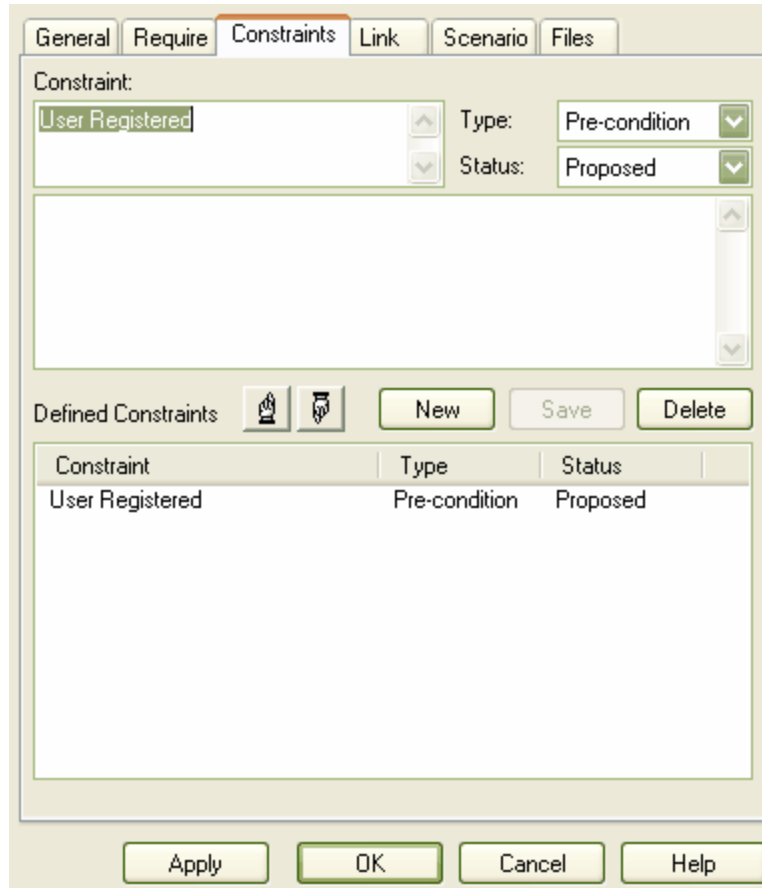 General Require Constraints Link Scenario Files
Constraint:
User Registered Type: Pre-condition
Status: Proposed
Defined Constraints New Save Delete
Constraint Type Status
User Registered Pre-condition Proposed
Apply OK Cancel Help